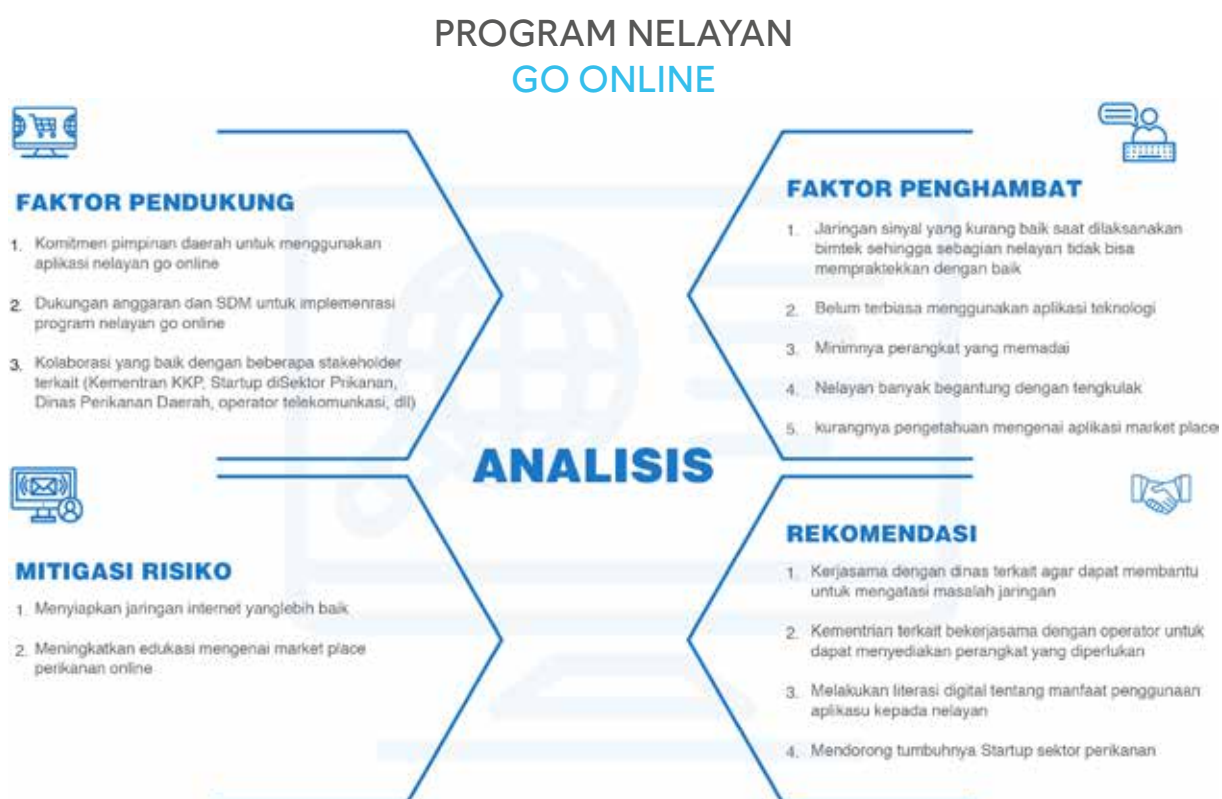 PROGRAM NELAYAN
GO ONLINE
FAKTOR PENDUKUNG
1. Komitmen pimpinan daerah untuk menggunakan
aplikasi nelayan go online
2. Dukungan anggaran dan SDM untuk implemenrasi
program nelayan go online
3. Kolaborasi yang baik dengan beberapa stakeholder
terkait (Kementran KKP, Startup diSektor Prikanan,
Dinas Perikanan Daerah, operator telekomunkasi, dll)
FAKTOR PENGHAMBAT
1. Jaringan sinyal yang kurang baik saat dilaksanakan
bimtek sehingga sebagian nelayan tidak bisa
mempraktekkan dengan baik
2. Belum terbiasa menggunakan aplikasi teknologi
3. Minimnya perangkat yang memadai
4. Nelayan banyak begantung dengan tengkulak
5. kurangnya pengetahuan mengenai aplikasi market place
ANALISIS
MITIGASI RISIKO
1. Menyiapkan jaringan internet yanglebih baik
2. Meningkatkan edukasi mengenai market place
perikanan online
REKOMENDASI
1. Kerjasama dengan dinas terkait agar dapat membantu
untuk mengatasi masalah jaringan
2. Kementrian terkait bekerjasama dengan operator untuk
dapat menyediakan perangkat yang diperlukan
3. Melakukan literasi digital tentang manfaat penggunaan
aplikasu kepada nelayan
4. Mendorong tumbuhnya Startup sektor perikanan